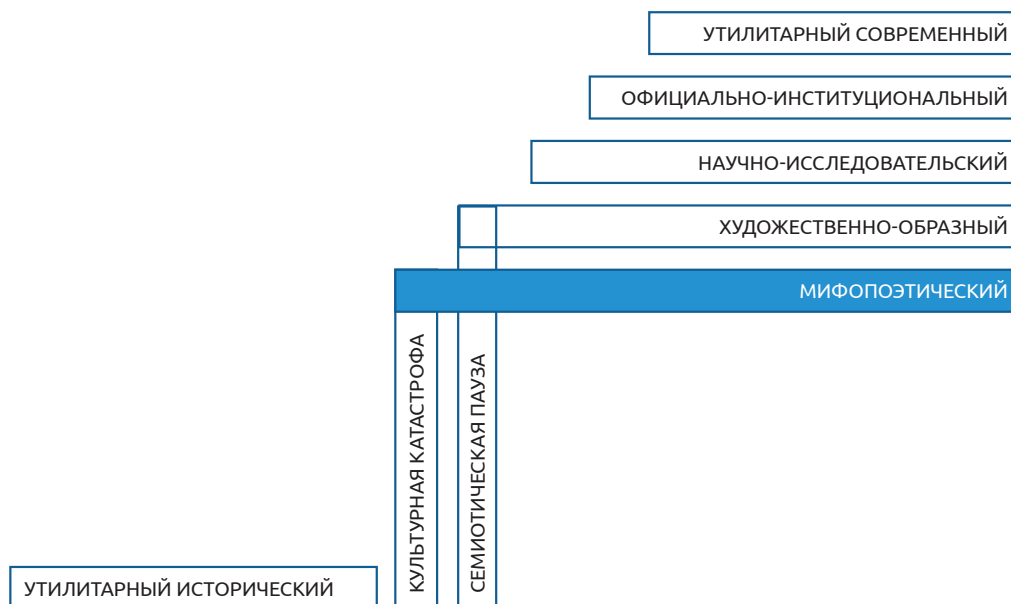 УТИЛИТАРНЫЙ СОВРЕМЕННЫЙ
ОФИЦИАЛЬНО-ИНСТИТУЦИОНАЛЬНЫЙ
НАУЧНО-ИССЛЕДОВАТЕЛЬСКИЙ
ХУДОЖЕСТВЕННО-ОБРАЗНЫЙ
МИФОПОЭТИЧЕСКИЙ
КУЛЬТУРНАЯ КАТАСТРОФА
СЕМИОТИЧЕСКАЯ ПАУЗА
УТИЛИТАРНЫЙ ИСТОРИЧЕСКИЙ